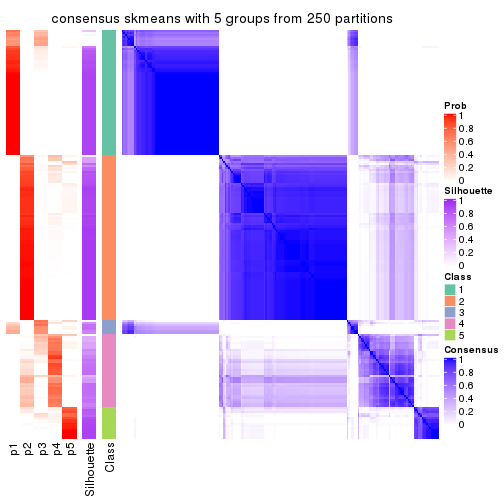 consensus skmeans with 5 groups from 250 partitions
Prob
1
0.8
0.6
0.4
0.2
0
Silhouette
1
0.8
0.6
0.4
0.2
0
Class
1
2
3
4
5
Consensus
1
0.8
0.6
0.4
0.2
0
p1
p2
p3
p4
p5
Silhouette
Class